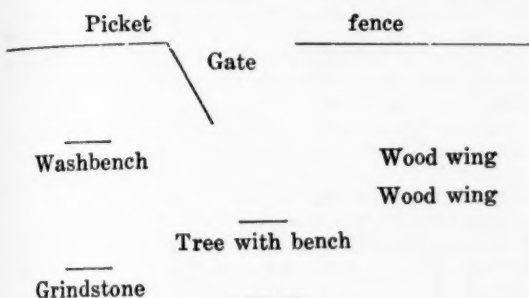 Picket fence
Gate
Washbench
Wood wing
Wood wing
Tree with bench
Grindstone